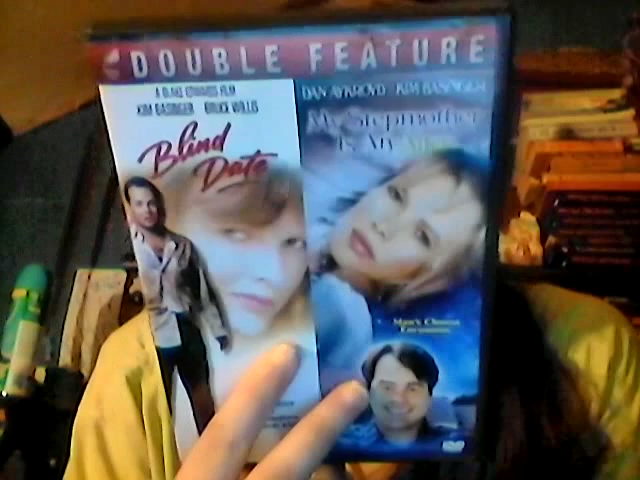 DOUBLE FEATURE
A BLAKE EDWARDS FILM
KIM BASINGER BRUCE WILLIS
Blind
Date
DAN AYKROYD KIM BASINGER
My Stepmother
Is An Alien
DVD